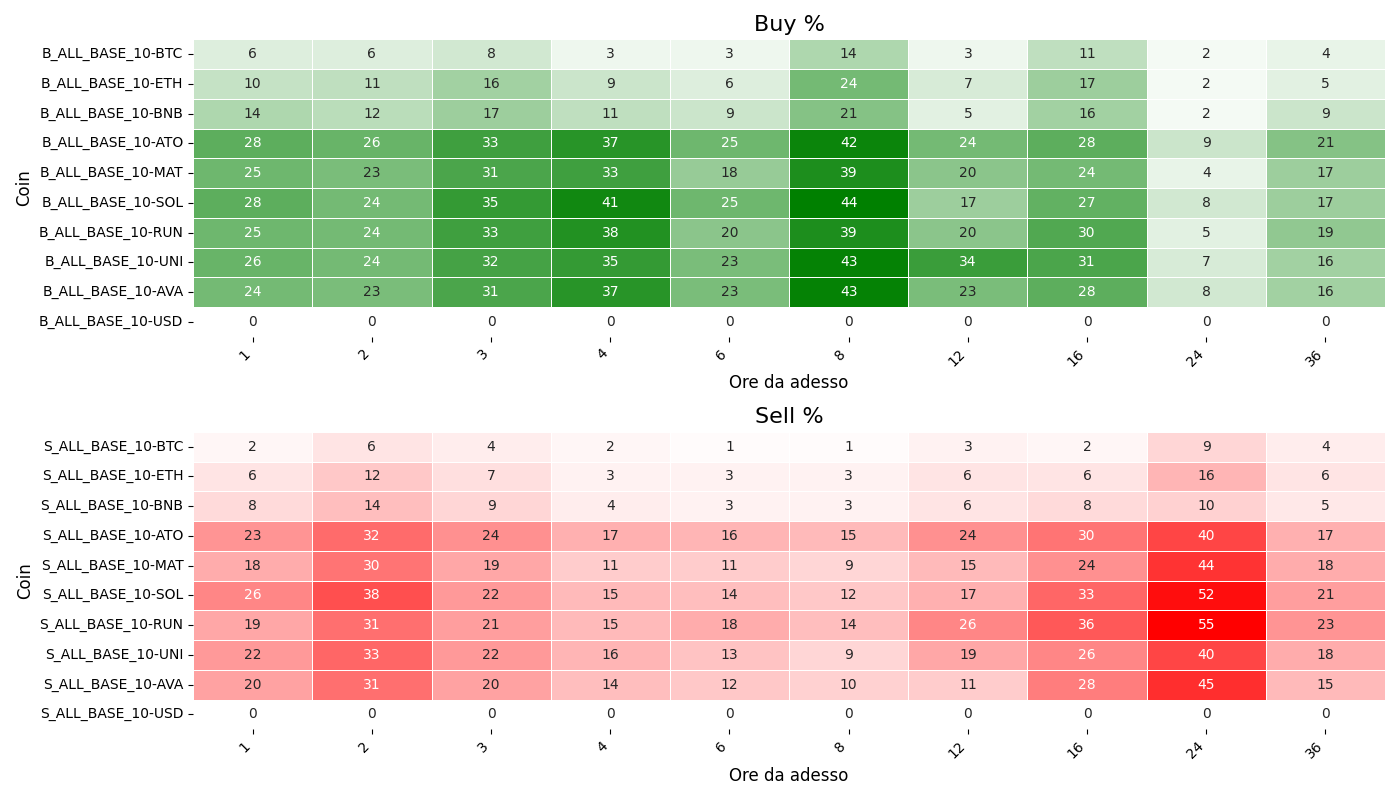 Buy %
Coin
B_ALL_BASE_10-BTC 6 6 8 3 3 14 3 11 2 4
B_ALL_BASE_10-ETH 10 11 16 9 6 24 7 17 2 5
B_ALL_BASE_10-BNB 14 12 17 11 9 21 5 16 2 9
B_ALL_BASE_10-ATO 28 26 33 37 25 42 24 28 9 21
B_ALL_BASE_10-MAT 25 23 31 33 18 39 20 24 4 17
B_ALL_BASE_10-SOL 28 24 35 41 25 44 17 27 8 17
B_ALL_BASE_10-RUN 25 24 33 38 20 39 20 30 5 19
B_ALL_BASE_10-UNI 26 24 32 35 23 43 34 31 7 16
B_ALL_BASE_10-AVA 24 23 31 37 23 43 23 28 8 16
B_ALL_BASE_10-USD 0 0 0 0 0 0 0 0 0 0
1 2 3 4 6 8 12 16 24 36
Ore da adesso
Sell %
Coin
S_ALL_BASE_10-BTC 2 6 4 2 1 1 3 2 9 4
S_ALL_BASE_10-ETH 6 12 7 3 3 3 6 6 16 6
S_ALL_BASE_10-BNB 8 14 9 4 3 3 6 8 10 5
S_ALL_BASE_10-ATO 23 32 24 17 16 15 24 30 40 17
S_ALL_BASE_10-MAT 18 30 19 11 11 9 15 24 44 18
S_ALL_BASE_10-SOL 26 38 22 15 14 12 17 33 52 21
S_ALL_BASE_10-RUN 19 31 21 15 18 14 26 36 55 23
S_ALL_BASE_10-UNI 22 33 22 16 13 9 19 26 40 18
S_ALL_BASE_10-AVA 20 31 20 14 12 10 11 28 45 15
S_ALL_BASE_10-USD 0 0 0 0 0 0 0 0 0 0
1 2 3 4 6 8 12 16 24 36
Ore da adesso